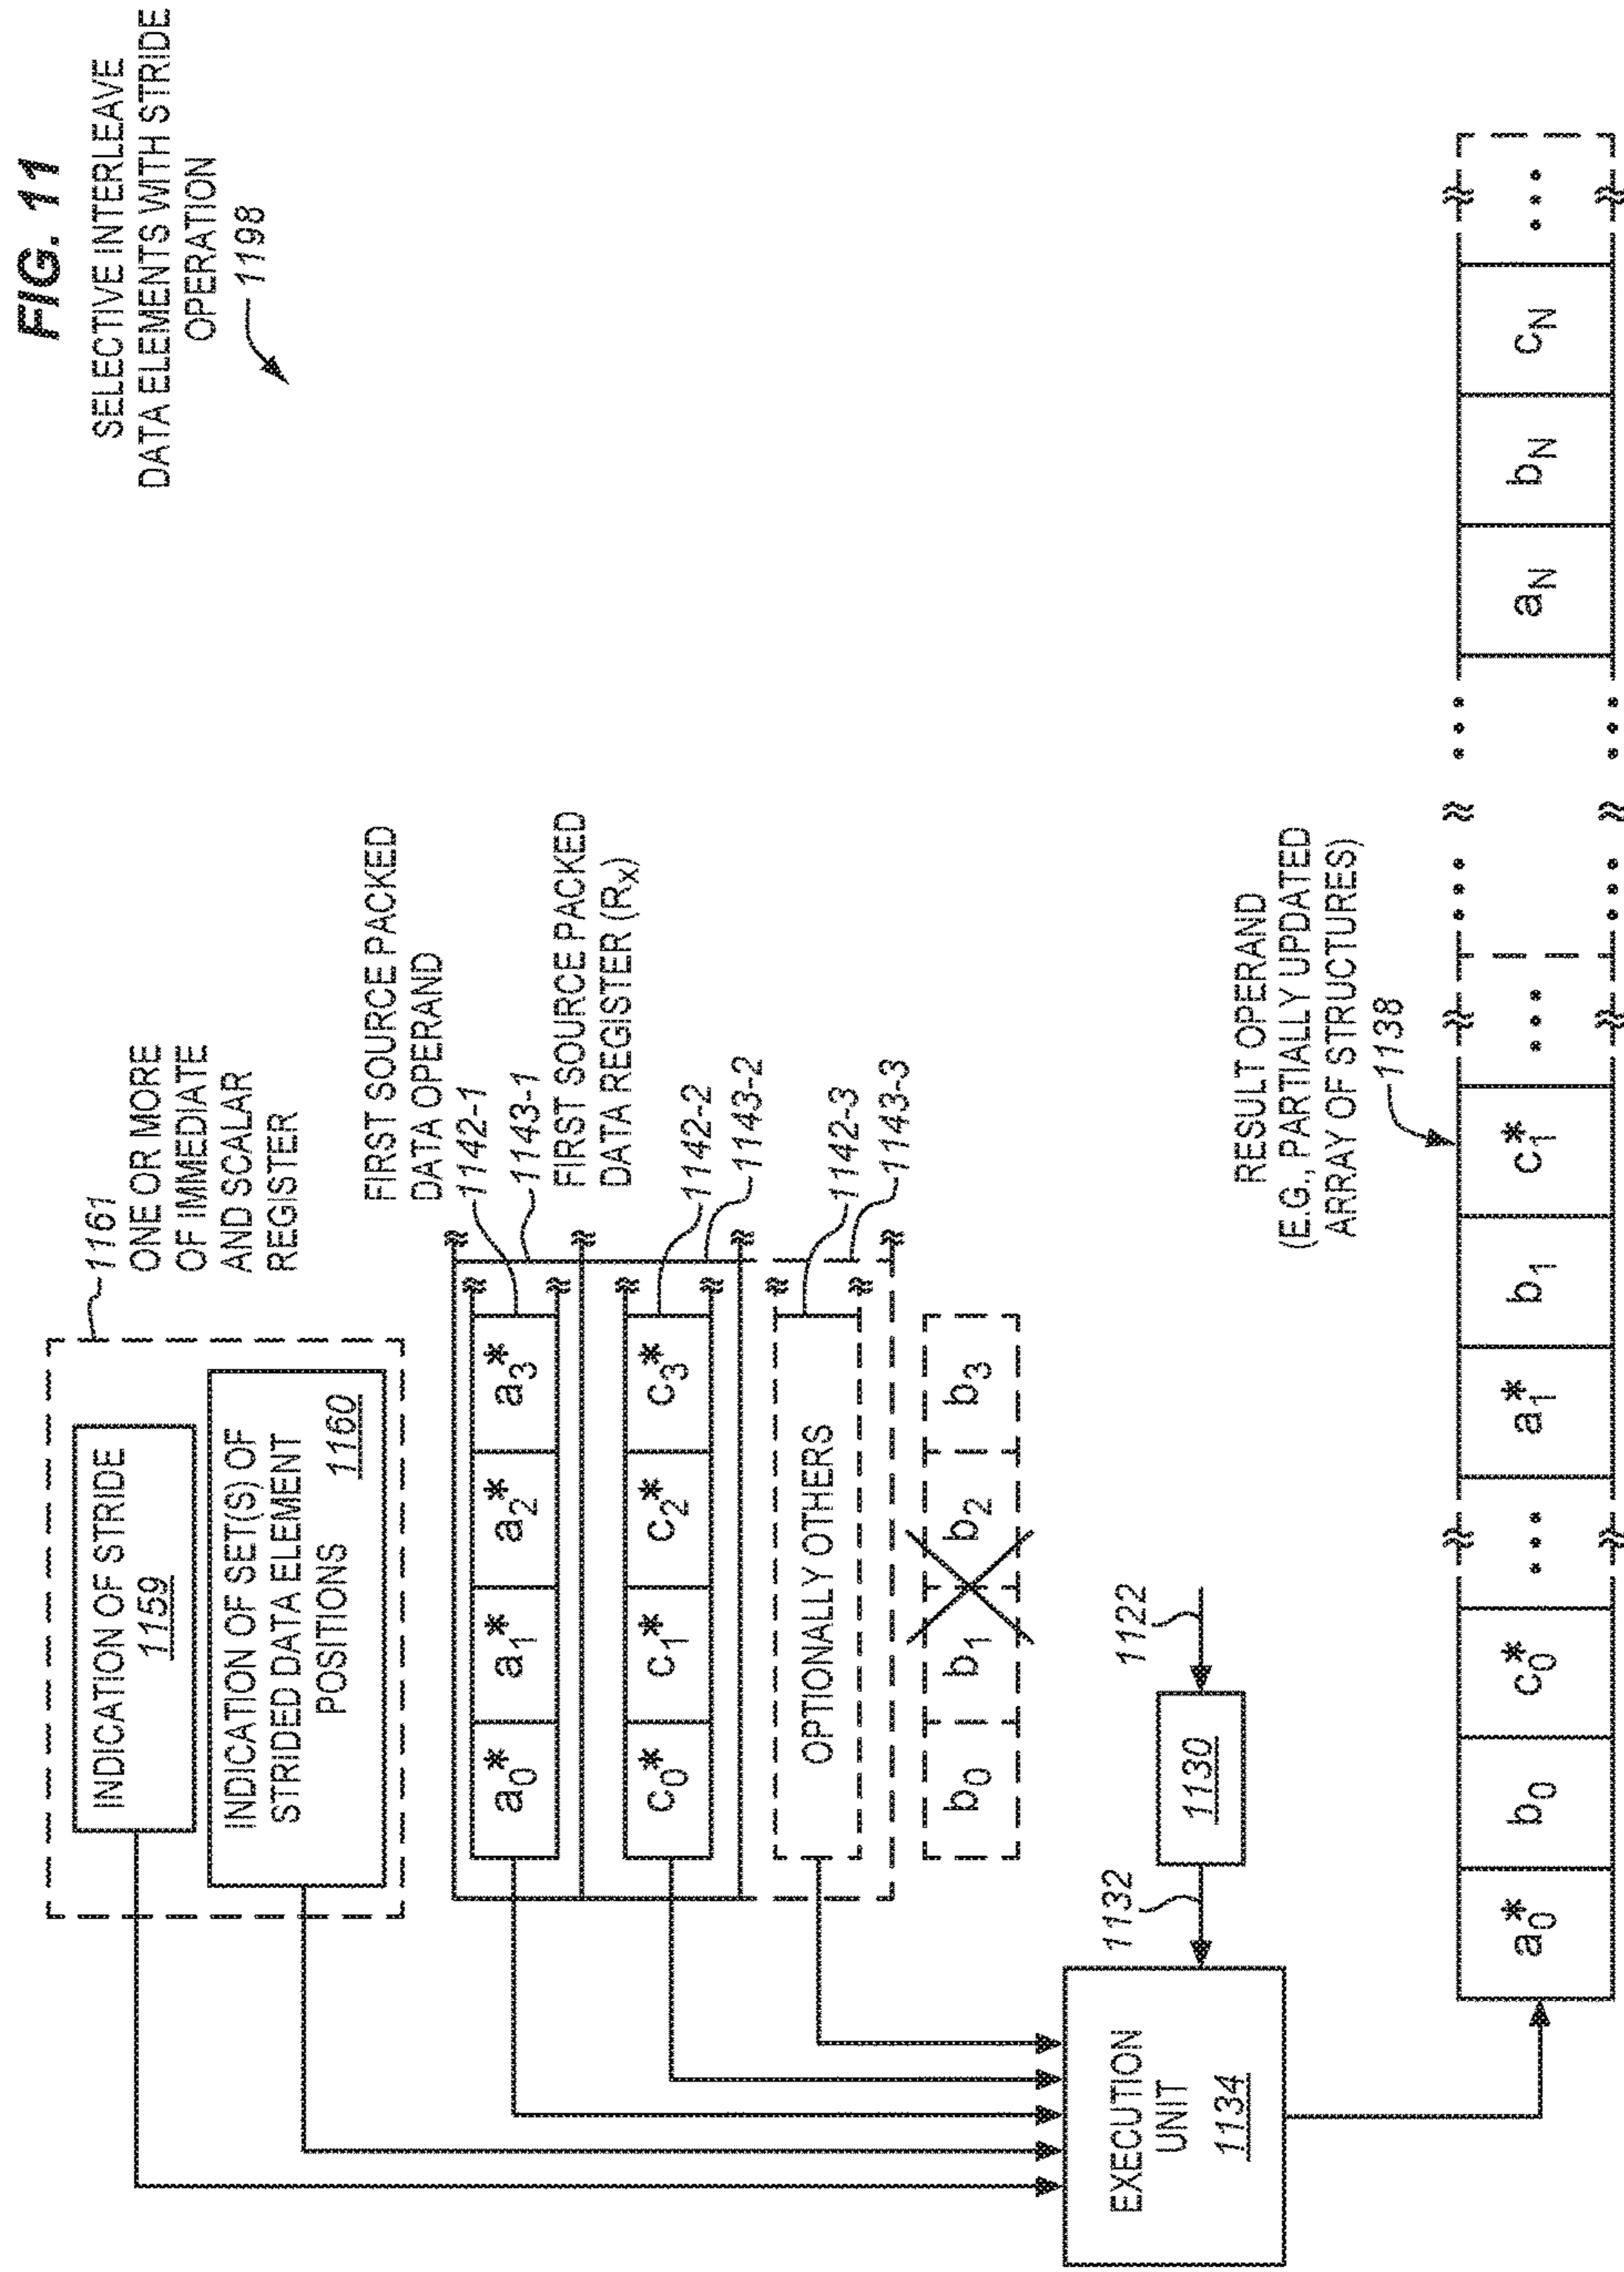 FIG. 11
SELECTIVE INTERLEAVE
DATA ELEMENTS WITH STRIDE
OPERATION
1198
1161
ONE OR MORE
OF IMMEDIATE
AND SCALAR
REGISTER
INDICATION OF STRIDE
1159
INDICATION OF SET(S) OF
STRIDED DATA ELEMENT
POSITIONS 1160
FIRST SOURCE PACKED
DATA OPERAND
1142-1
1143-1
FIRST SOURCE PACKED
DATA REGISTER (Rx)
a0* a1* a2* a3*
1142-2
1143-2
c0* c1* c2* c3*
1142-3
1143-3
OPTIONALLY OTHERS
b0 b1 b2 b3
1122
1130
1132
EXECUTION
UNIT
1134
RESULT OPERAND
(E.G., PARTIALLY UPDATED
ARRAY OF STRUCTURES)
1138
a0* b0 c0* ••• a1* b1 c1* ••• ••• ••• aN bN cN •••